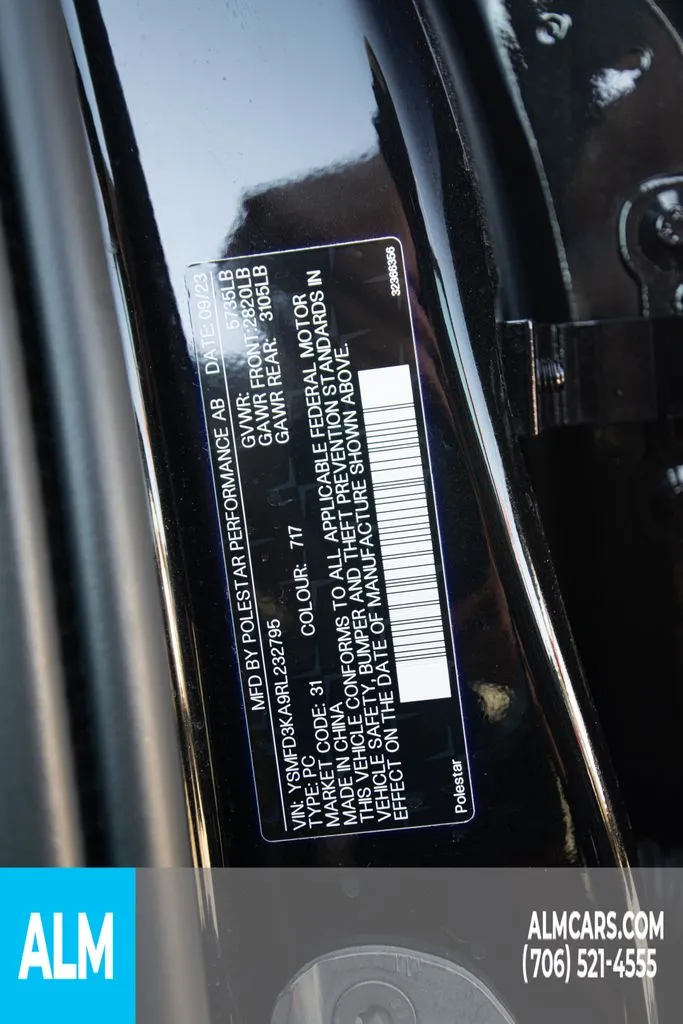 MFD BY POLESTAR PERFORMANCE AB DATE: 09/23
GVWR: 5735LB
GAWR FRONT:2820LB
GAWR REAR: 3105LB
VIN: YSMFD3KA9RL232795
TYPE: PC
MARKET CODE: 31 COLOUR: 717
MADE IN CHINA
THIS VEHICLE CONFORMS TO ALL APPLICABLE FEDERAL MOTOR
VEHICLE SAFETY, BUMPER AND THEFT PREVENTION STANDARDS IN
EFFECT ON THE DATE OF MANUFACTURE SHOWN ABOVE.
Polestar
32366356
ALM
ALMCARS.COM
(706) 521-4555